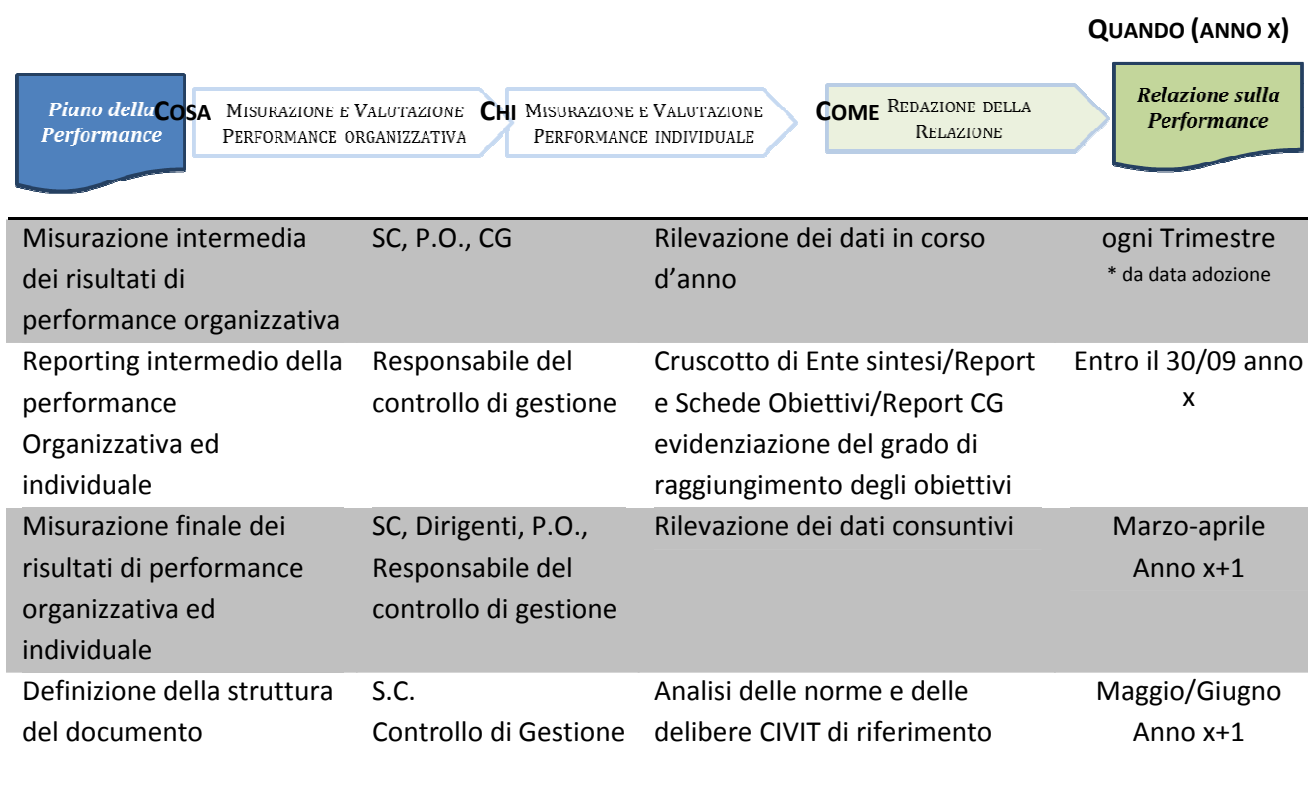 QUANDO (ANNO X)
Piano della Performance
COSA
MISURAZIONE E VALUTAZIONE
PERFORMANCE ORGANIZZATIVA
CHI
MISURAZIONE E VALUTAZIONE
PERFORMANCE INDIVIDUALE
COME
REDAZIONE DELLA
RELAZIONE
Relazione sulla
Performance
Misurazione intermedia
dei risultati di
performance organizzativa
SC, P.O., CG
Rilevazione dei dati in corso
d’anno
ogni Trimestre
* da data adozione
Reporting intermedio della
performance
Organizzativa ed
individuale
Responsabile del
controllo di gestione
Cruscotto di Ente sintesi/Report
e Schede Obiettivi/Report CG
evidenziazione del grado di
raggiungimento degli obiettivi
Entro il 30/09 anno
x
Misurazione finale dei
risultati di performance
organizzativa ed
individuale
SC, Dirigenti, P.O.,
Responsabile del
controllo di gestione
Rilevazione dei dati consuntivi
Marzo-aprile
Anno x+1
Definizione della struttura
del documento
S.C.
Controllo di Gestione
Analisi delle norme e delle
delibere CIVIT di riferimento
Maggio/Giugno
Anno x+1